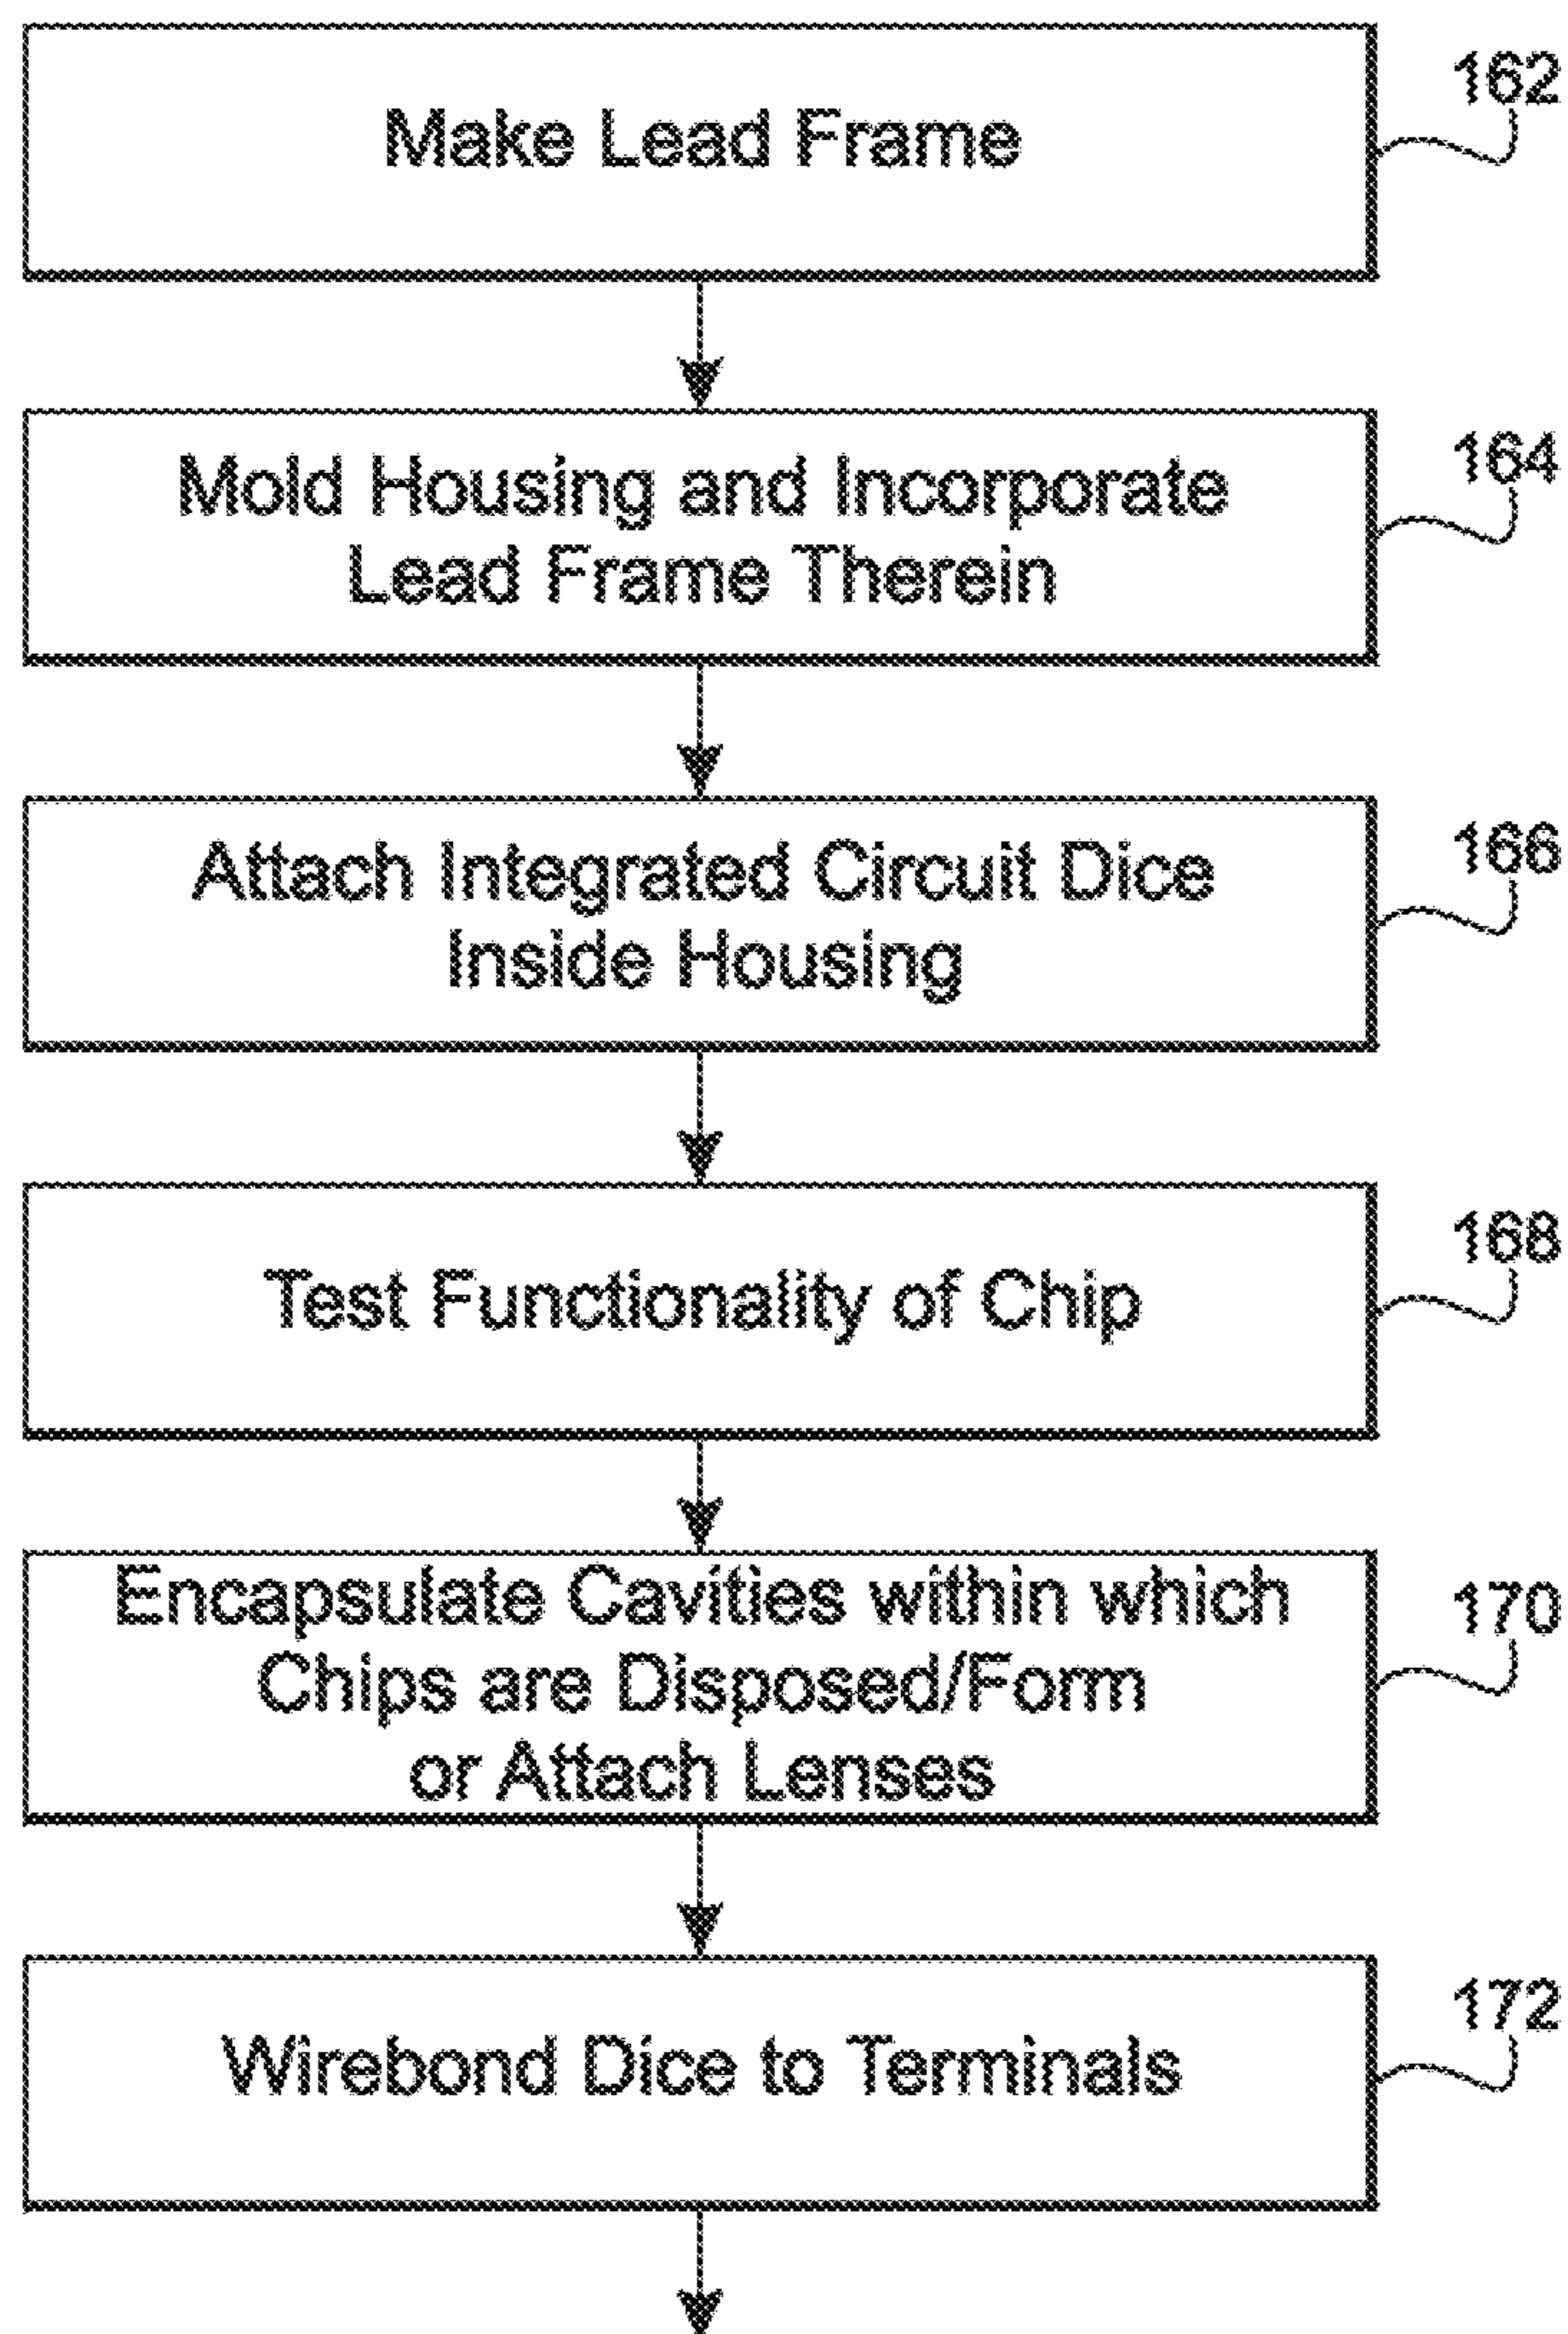 Make Lead Frame
162
Mold Housing and Incorporate
Lead Frame Therein
164
Attach Integrated Circuit Dice
Inside Housing
166
Test Functionality of Chip
168
Encapsulate Cavities within which
Chips are Disposed/Form
or Attach Lenses
170
Wirebond Dice to Terminals
172